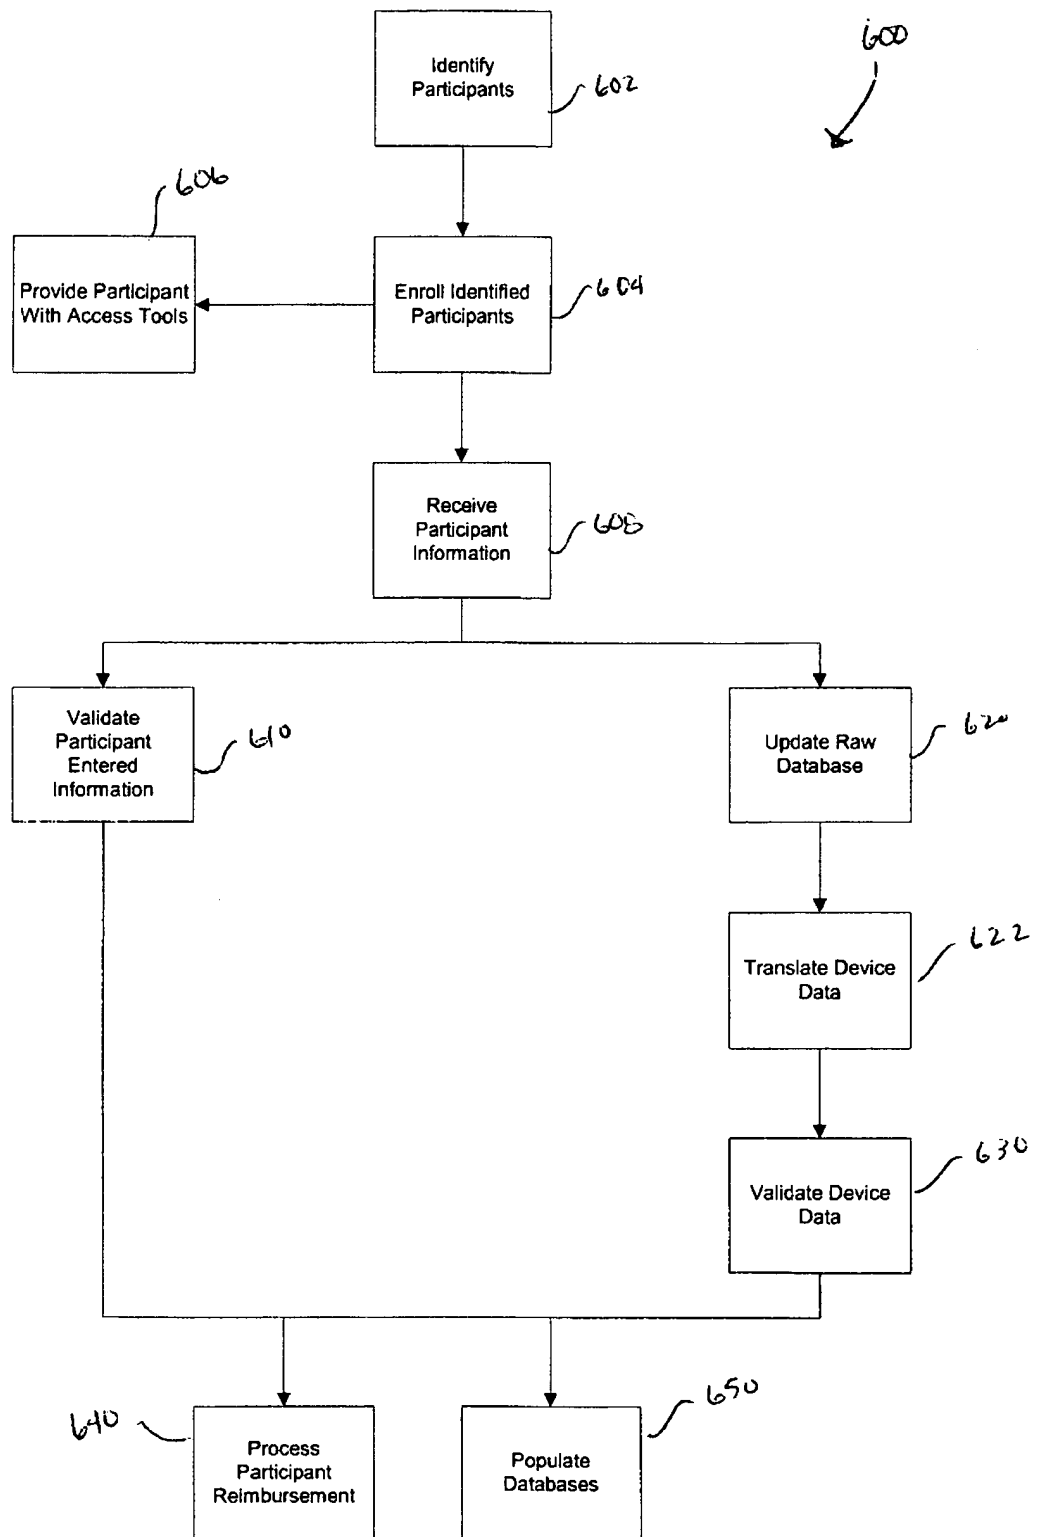 600
Identify
Participants
602
606
Provide Participant
With Access Tools
Enroll Identified
Participants
604
Receive
Participant
Information
608
Validate
Participant
Entered
Information
610
Update Raw
Database
620
Translate Device
Data
622
Validate Device
Data
630
640
Process
Participant
Reimbursement
650
Populate
Databases